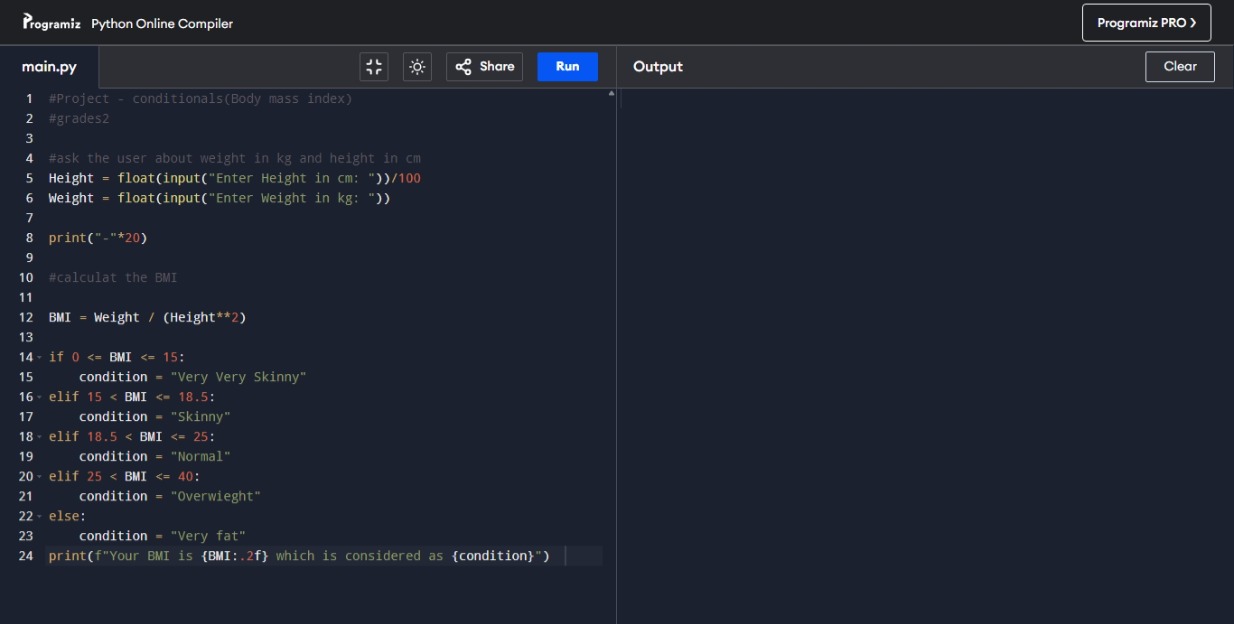 Programiz Python Online Compiler
Programiz PRO >
main.py
Share
Run
Output
Clear
1 #Project - conditionals(Body mass index)
2 #grades2
3
4 #ask the user about weight in kg and height in cm
5 Height = float(input("Enter Height in cm: "))/100
6 Weight = float(input("Enter Weight in kg: "))
7
8 print("-"*20)
9
10 #calculat the BMI
11
12 BMI = Weight / (Height**2)
13
14 if 0 <= BMI <= 15:
15     condition = "Very Very Skinny"
16 elif 15 < BMI <= 18.5:
17     condition = "Skinny"
18 elif 18.5 < BMI <= 25:
19     condition = "Normal"
20 elif 25 < BMI <= 40:
21     condition = "Overwieght"
22 else:
23     condition = "Very fat"
24 print(f"Your BMI is {BMI:.2f} which is considered as {condition}")